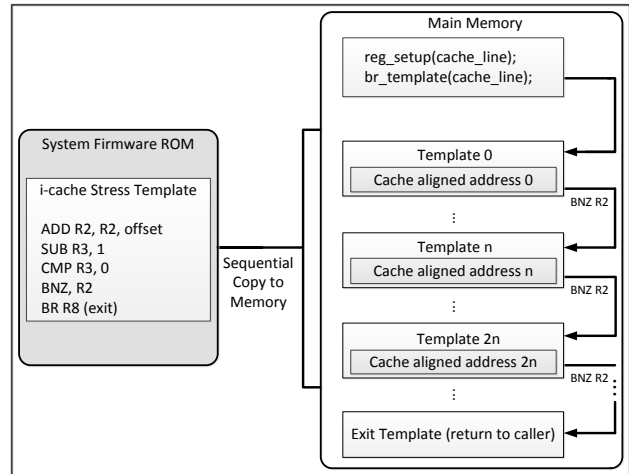 Main Memory
reg_setup(cache_line);
br_template(cache_line);
System Firmware ROM
i-cache Stress Template
ADD R2, R2, offset
SUB R3, 1
CMP R3, 0
BNZ, R2
BR R8 (exit)
Sequential
Copy to
Memory
Template 0
Cache aligned address 0
BNZ R2
...
Template n
Cache aligned address n
BNZ R2
...
Template 2n
Cache aligned address 2n
BNZ R2
...
Exit Template (return to caller)